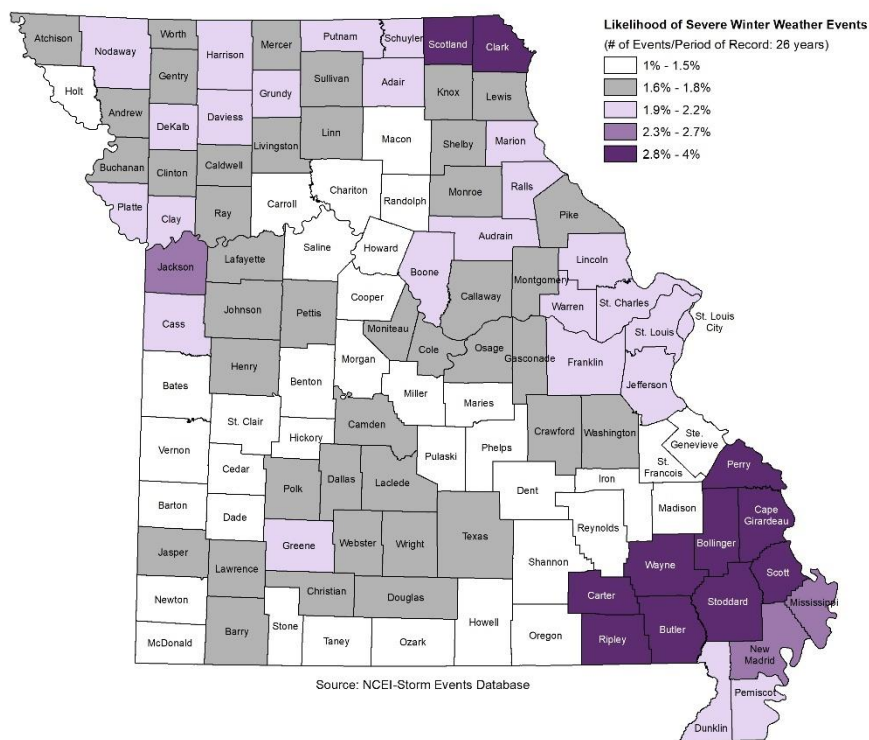 Likelihood of Severe Winter Weather Events
(# of Events/Period of Record: 26 years)
1% - 1.5%
1.6% - 1.8%
1.9% - 2.2%
2.3% - 2.7%
2.8% - 4%
Atchison
Nodaway
Worth
Harrison
Mercer
Putnam
Schuyler
Scotland
Clark
Holt
Gentry
Sullivan
Adair
Knox
Lewis
Andrew
DeKalb
Daviess
Grundy
Linn
Macon
Shelby
Marion
Buchanan
Clinton
Caldwell
Livingston
Chariton
Randolph
Monroe
Ralls
Platte
Clay
Ray
Carroll
Pike
Jackson
Lafayette
Saline
Howard
Boone
Audrain
Lincoln
Cass
Johnson
Pettis
Cooper
Moniteau
Callaway
Montgomery
Warren
St. Charles
St. Louis
St. Louis
City
Bates
Henry
Benton
Morgan
Cole
Osage
Gasconade
Franklin
Jefferson
St. Clair
Hickory
Camden
Miller
Maries
Vernon
Cedar
Pulaski
Phelps
Crawford
Washington
Ste.
Genevieve
St.
Francois
Perry
Barton
Dade
Polk
Dallas
Laclede
Dent
Iron
Reynolds
Madison
Cape
Girardeau
Bollinger
Jasper
Lawrence
Greene
Webster
Wright
Texas
Shannon
Wayne
Scott
Mississippi
Newton
Christian
Douglas
Carter
Stoddard
McDonald
Barry
Stone
Taney
Ozark
Howell
Oregon
Ripley
Butler
New
Madrid
Pemiscot
Dunklin
Source: NCEI-Storm Events Database